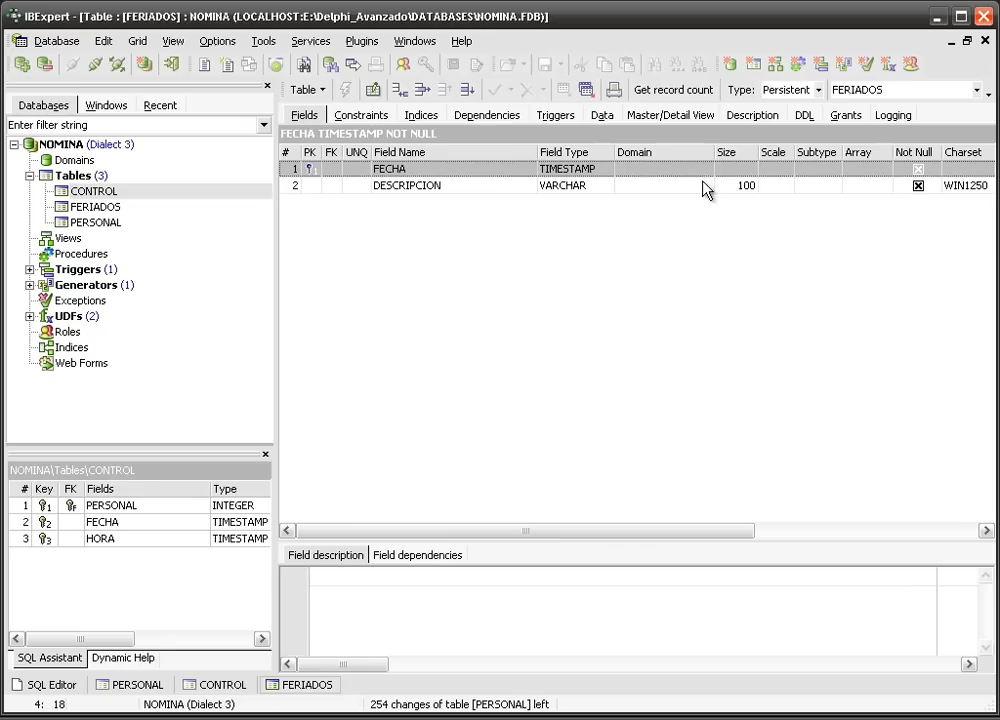 IBExpert - [Table : [FERIADOS] : NOMINA (LOCALHOST:E:\Delphi_Avanzado\DATABASES\NOMINA.FDB)]
Database Edit Grid View Options Tools Services Plugins Windows Help
Table Get record count Type: Persistent FERIADOS
Databases Windows Recent
Enter filter string
NOMINA (Dialect 3)
Domains
Tables (3)
CONTROL
FERIADOS
PERSONAL
Views
Procedures
Triggers (1)
Generators (1)
Exceptions
UDFs (2)
Roles
Indices
Web Forms
Fields Constraints Indices Dependencies Triggers Data Master/Detail View Description DDL Grants Logging
FECHA TIMESTAMP NOT NULL
# PK FK UNQ Field Name Field Type Domain Size Scale Subtype Array Not Null Charset
1 FECHA TIMESTAMP
2 DESCRIPCION VARCHAR 100 WIN1250
NOMINA\Tables\CONTROL
# Key FK Fields Type
1 1 F PERSONAL INTEGER
2 2 FECHA TIMESTAMP
3 3 HORA TIMESTAMP
SQL Assistant Dynamic Help
Field description Field dependencies
SQL Editor PERSONAL CONTROL FERIADOS
4: 18 NOMINA (Dialect 3) 254 changes of table [PERSONAL] left